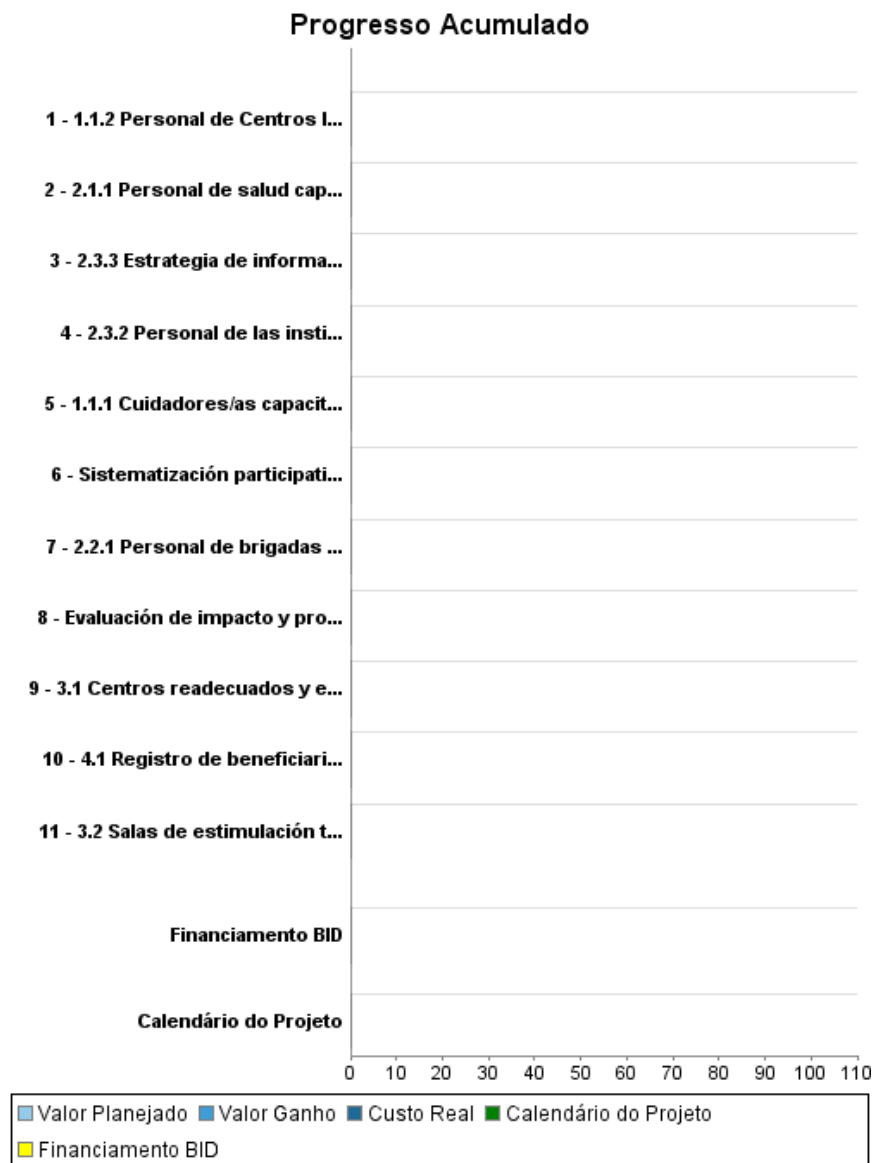 Progresso Acumulado
1 - 1.1.2 Personal de Centros I...
2 - 2.1.1 Personal de salud cap...
3 - 2.3.3 Estrategia de informa...
4 - 2.3.2 Personal de las insti...
5 - 1.1.1 Cuidadores/as capacit...
6 - Sistematización participati...
7 - 2.2.1 Personal de brigadas ...
8 - Evaluación de impacto y pro...
9 - 3.1 Centros readecuados y e...
10 - 4.1 Registro de beneficiari...
11 - 3.2 Salas de estimulación t...
Financiamento BID
Calendário do Projeto
0 10 20 30 40 50 60 70 80 90 100 110
Valor Planejado Valor Ganho Custo Real Calendário do Projeto
Financiamento BID